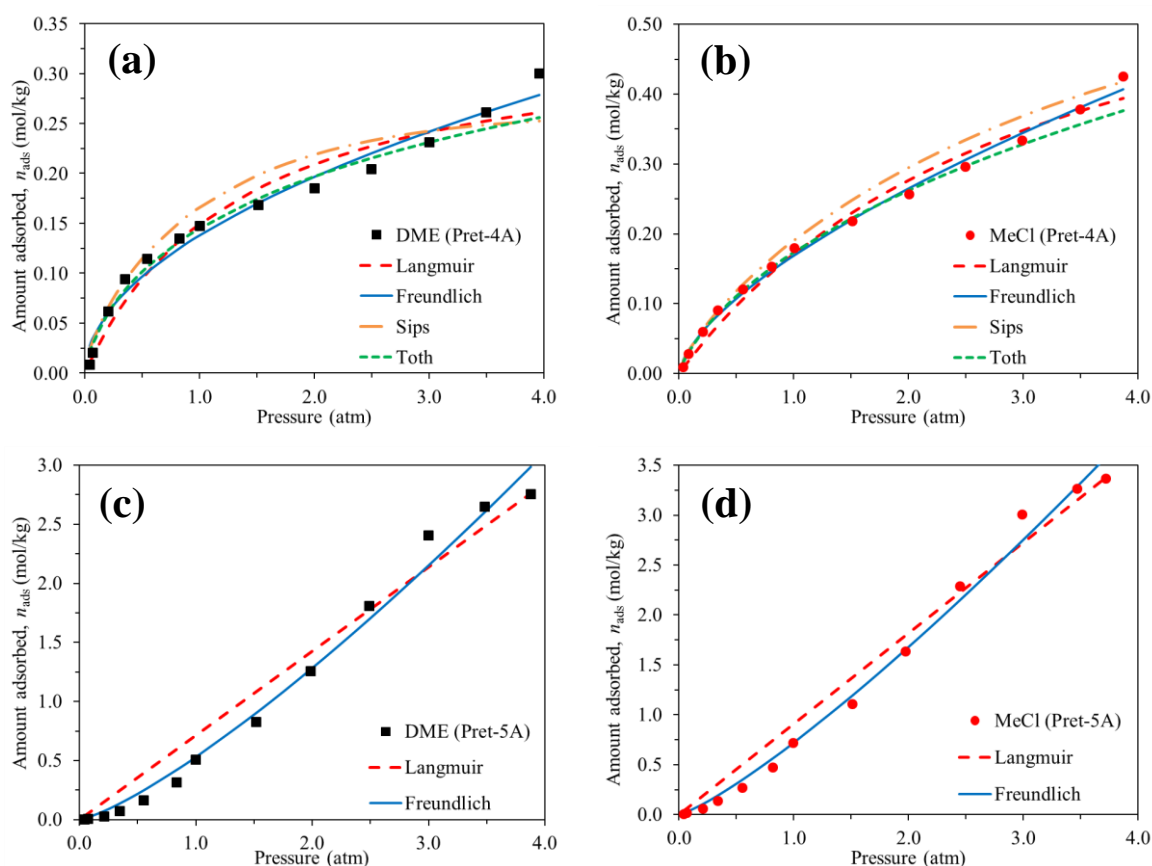 (a)
Amount adsorbed, n_ads (mol/kg)
0.35
0.30
0.25
0.20
0.15
0.10
0.05
0.00
DME (Pret-4A)
Langmuir
Freundlich
Sips
Toth
0.0 1.0 2.0 3.0 4.0
Pressure (atm)
(b)
Amount adsorbed, n_ads (mol/kg)
0.50
0.40
0.30
0.20
0.10
0.00
MeCl (Pret-4A)
Langmuir
Freundlich
Sips
Toth
0.0 1.0 2.0 3.0 4.0
Pressure (atm)
(c)
Amount adsorbed, n_ads (mol/kg)
3.0
2.5
2.0
1.5
1.0
0.5
0.0
DME (Pret-5A)
Langmuir
Freundlich
0.0 1.0 2.0 3.0 4.0
Pressure (atm)
(d)
Amount adsorbed, n_ads (mol/kg)
3.5
3.0
2.5
2.0
1.5
1.0
0.5
0.0
MeCl (Pret-5A)
Langmuir
Freundlich
0.0 1.0 2.0 3.0 4.0
Pressure (atm)